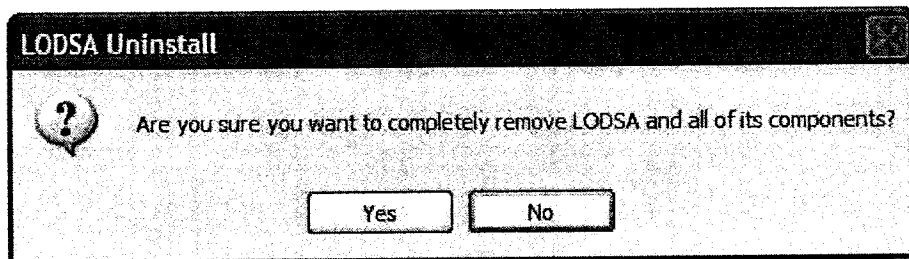 LODSA Uninstall
Are you sure you want to completely remove LODSA and all of its components?
Yes No